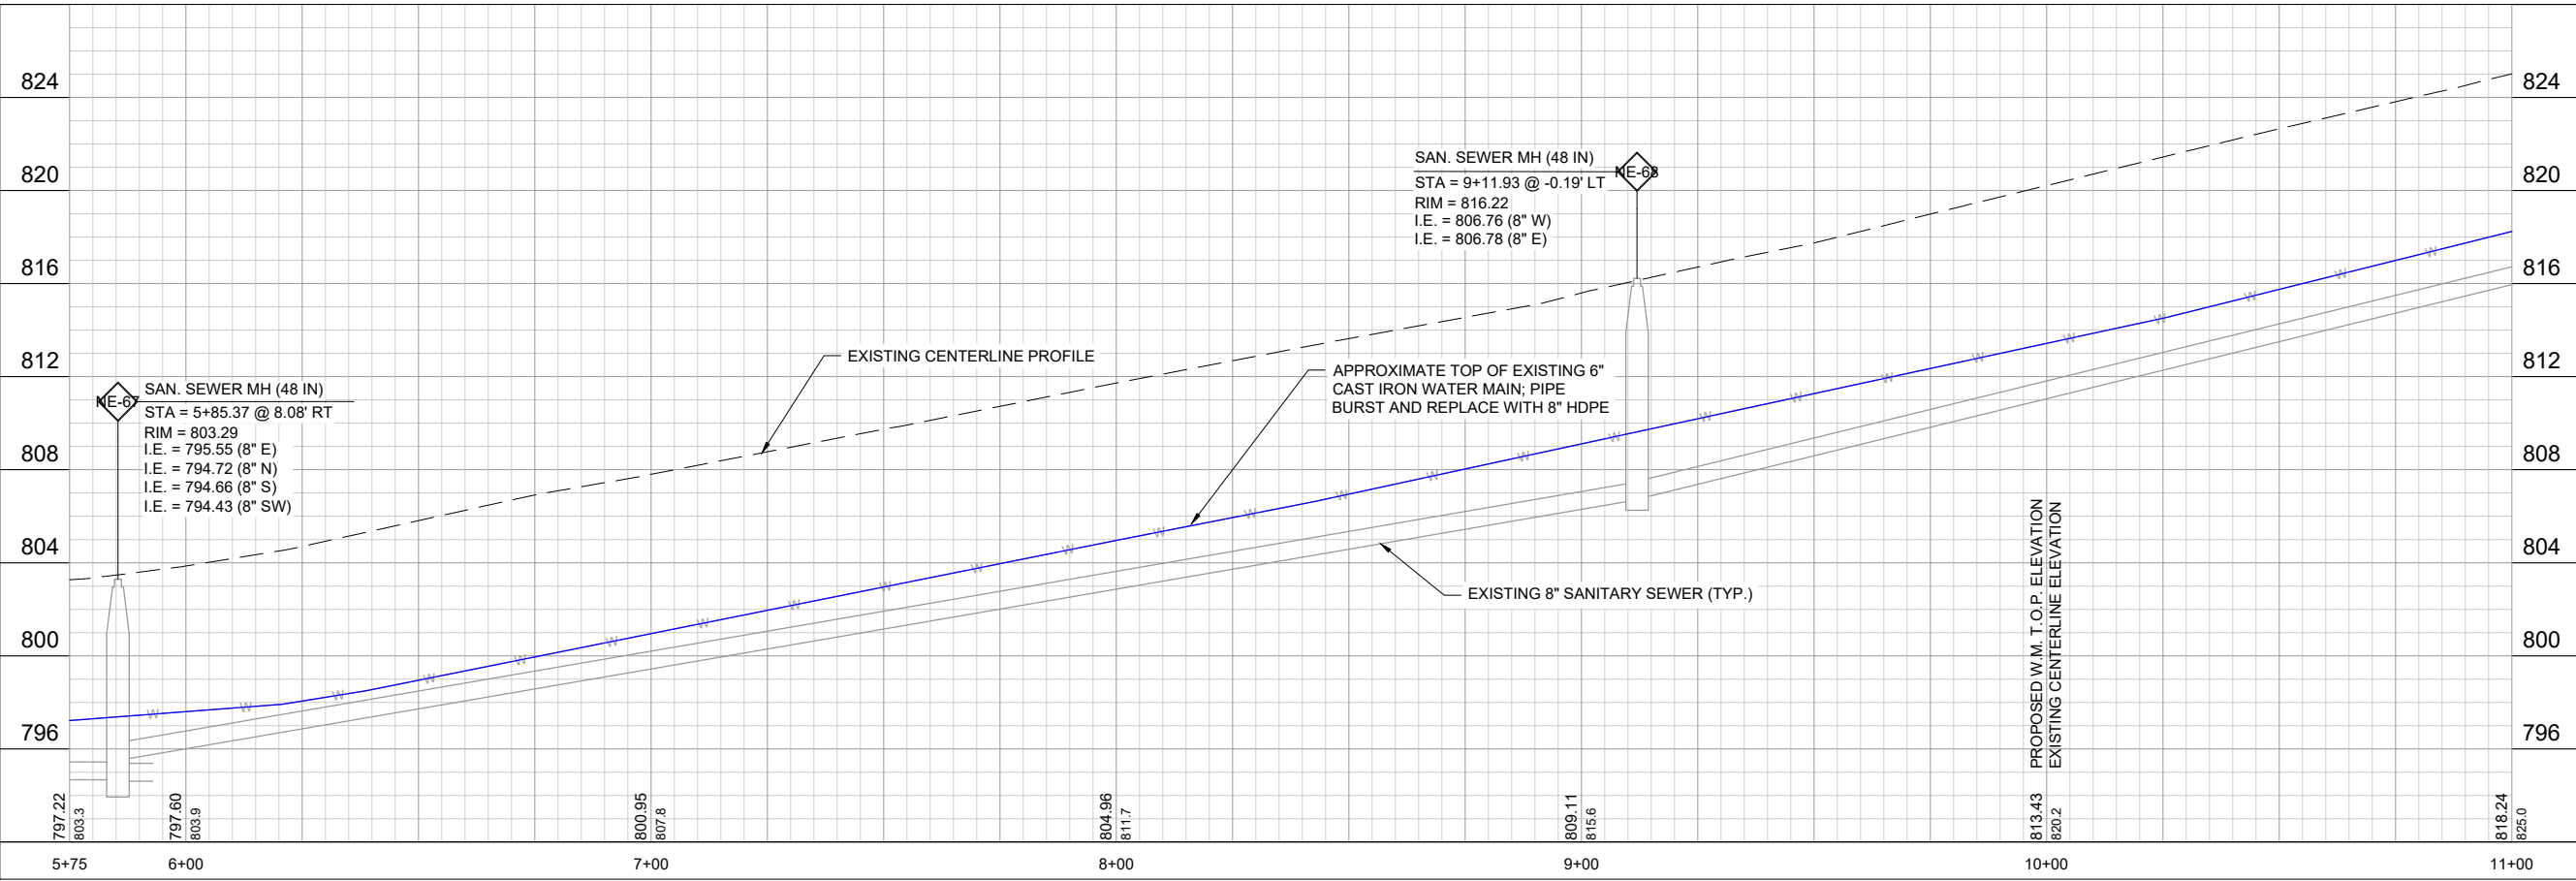 824
820
816
812
808
804
800
796
824
820
816
812
808
804
800
796
NE-67
SAN. SEWER MH (48 IN)
STA = 5+85.37 @ 8.08' RT
RIM = 803.29
I.E. = 795.55 (8" E)
I.E. = 794.72 (8" N)
I.E. = 794.66 (8" S)
I.E. = 794.43 (8" SW)
EXISTING CENTERLINE PROFILE
SAN. SEWER MH (48 IN)
STA = 9+11.93 @ -0.19' LT
RIM = 816.22
I.E. = 806.76 (8" W)
I.E. = 806.78 (8" E)
NE-68
APPROXIMATE TOP OF EXISTING 6"
CAST IRON WATER MAIN; PIPE
BURST AND REPLACE WITH 8" HDPE
EXISTING 8" SANITARY SEWER (TYP.)
W W W W W W W W W W W W W W W W W W W W W W W W W W
PROPOSED W.M. T.O.P. ELEVATION
EXISTING CENTERLINE ELEVATION
797.22
803.3
797.60
803.9
800.95
807.8
804.96
811.7
809.11
815.6
813.43
820.2
818.24
825.0
5+75 6+00 7+00 8+00 9+00 10+00 11+00